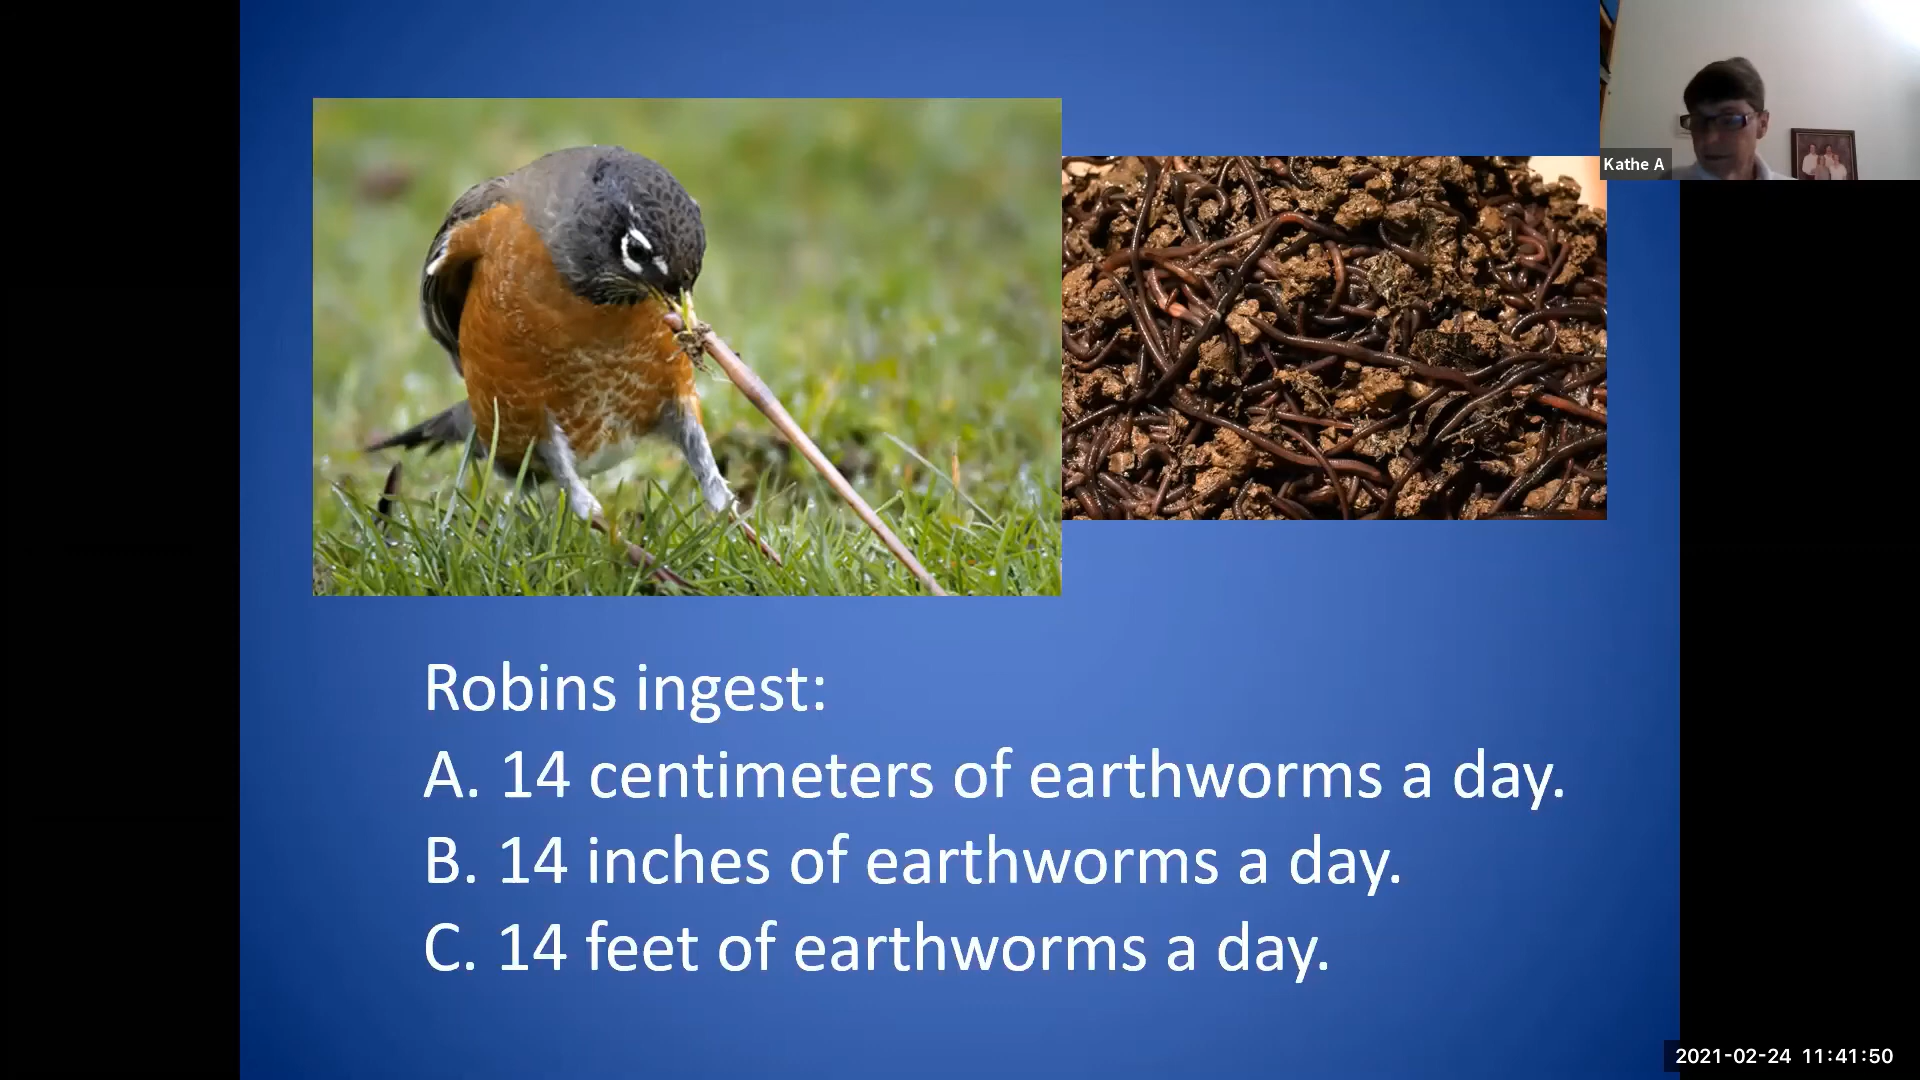 Kathe A
Robins ingest:
A. 14 centimeters of earthworms a day.
B. 14 inches of earthworms a day.
C. 14 feet of earthworms a day.
2021-02-24 11:41:50